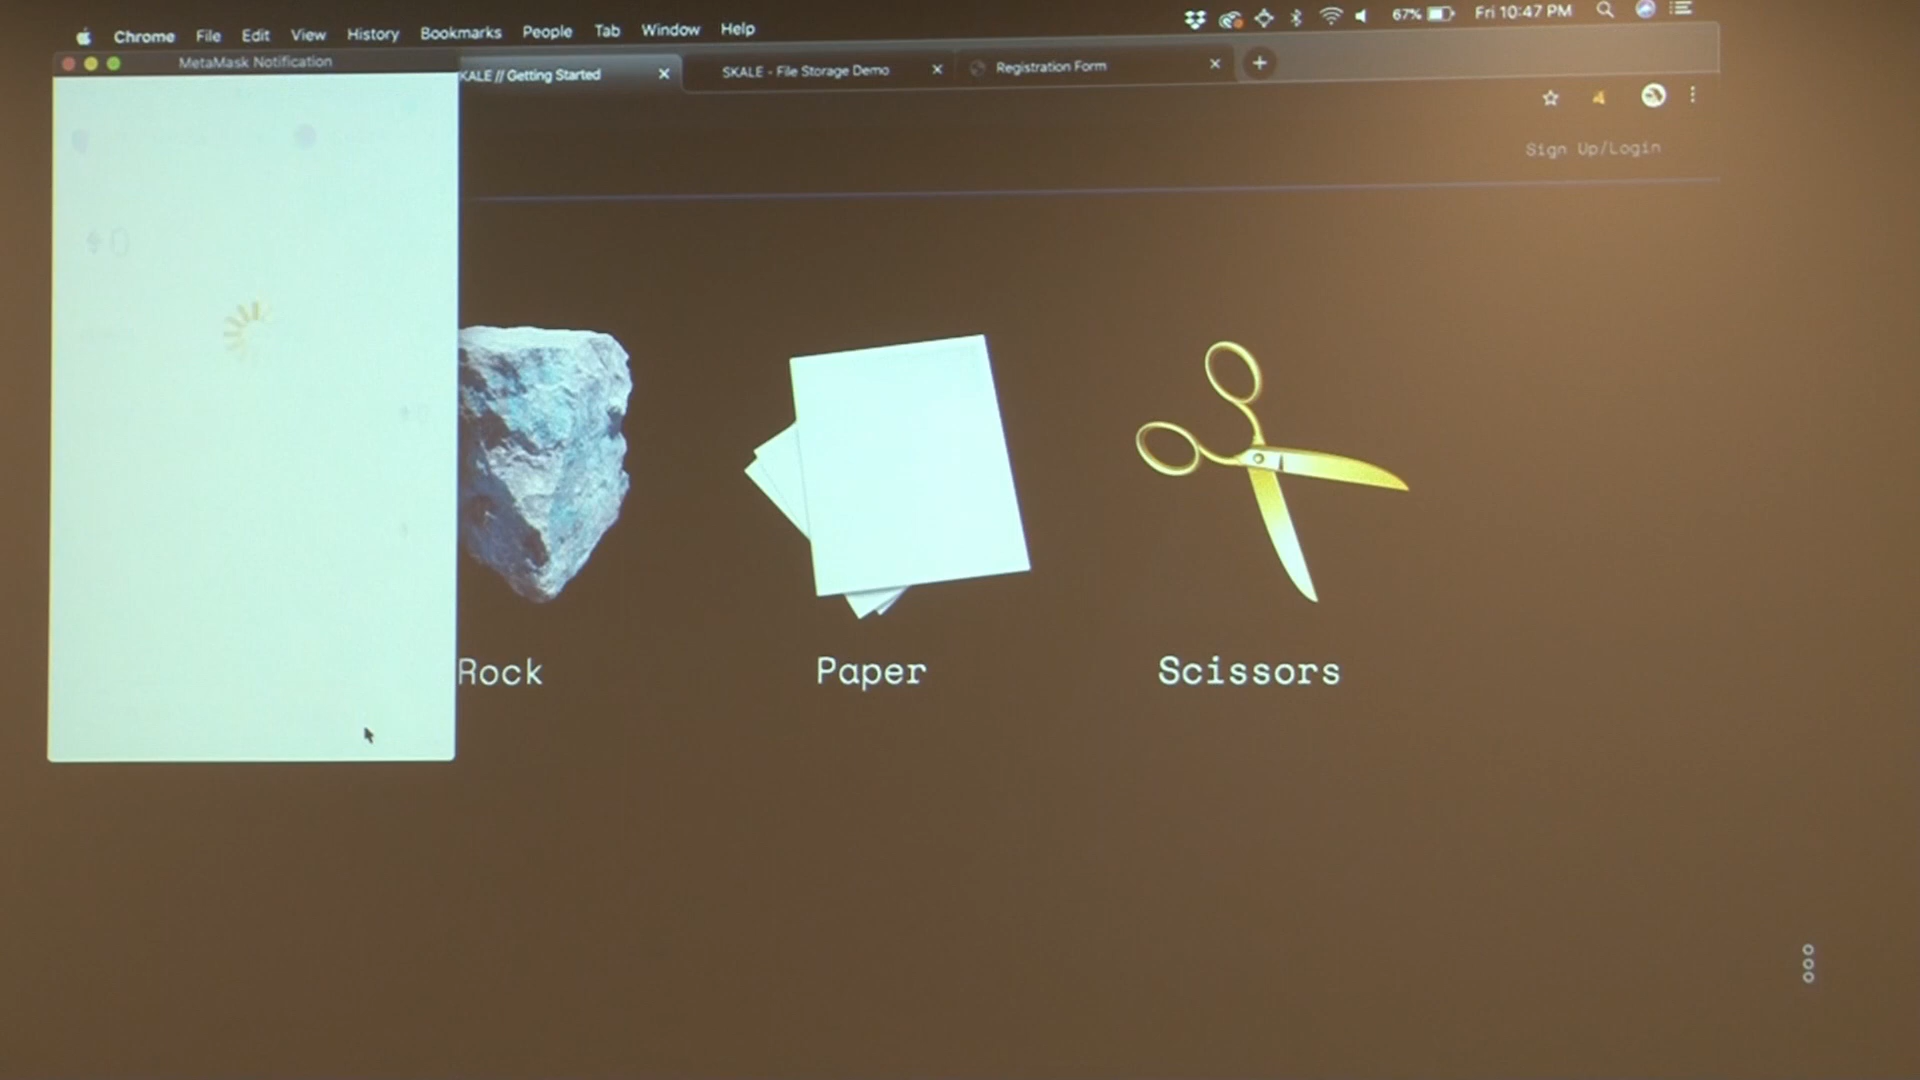 Chrome File Edit View History Bookmarks People Tab Window Help
67% Fri 10:47 PM
MetaMask Notification
KALE // Getting Started
SKALE - File Storage Demo
Registration Form
Sign Up/Login
Rock
Paper
Scissors